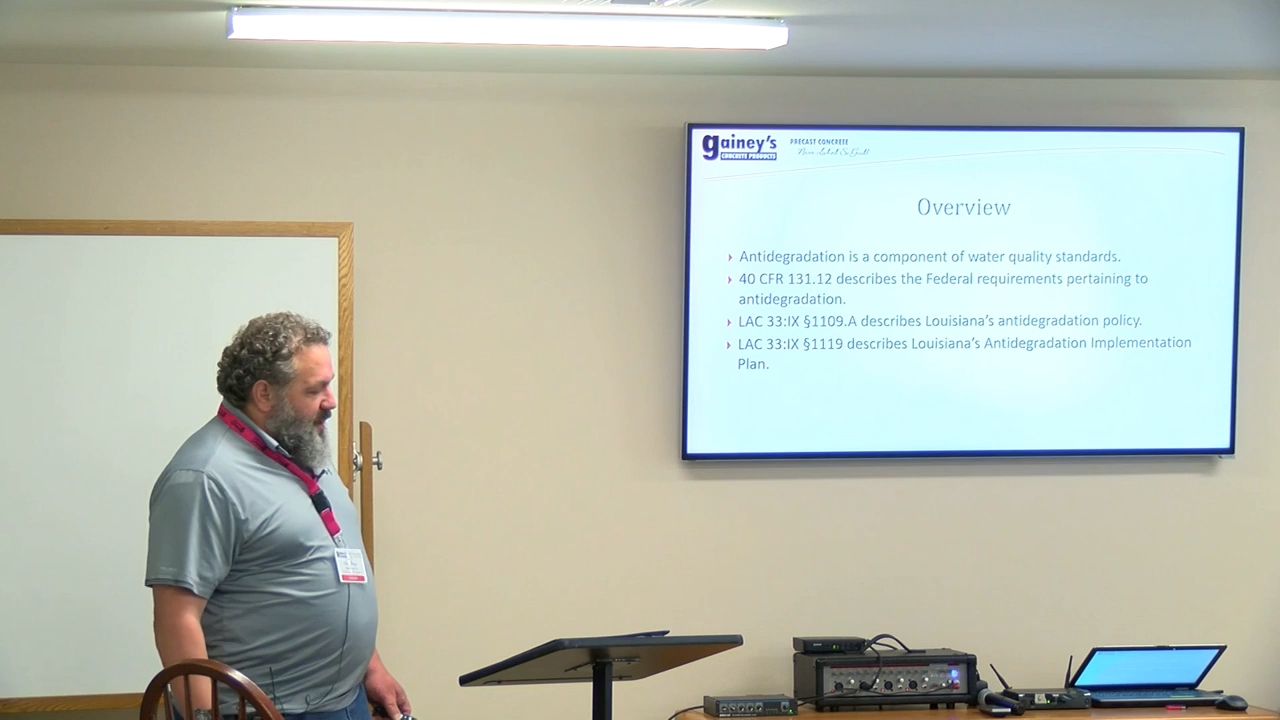 gainey's
CONCRETE PRODUCTS
PRECAST CONCRETE
Overview
Antidegradation is a component of water quality standards.
40 CFR 131.12 describes the Federal requirements pertaining to
antidegradation.
LAC 33:IX §1109.A describes Louisiana's antidegradation policy.
LAC 33:IX §1119 describes Louisiana's Antidegradation Implementation
Plan.